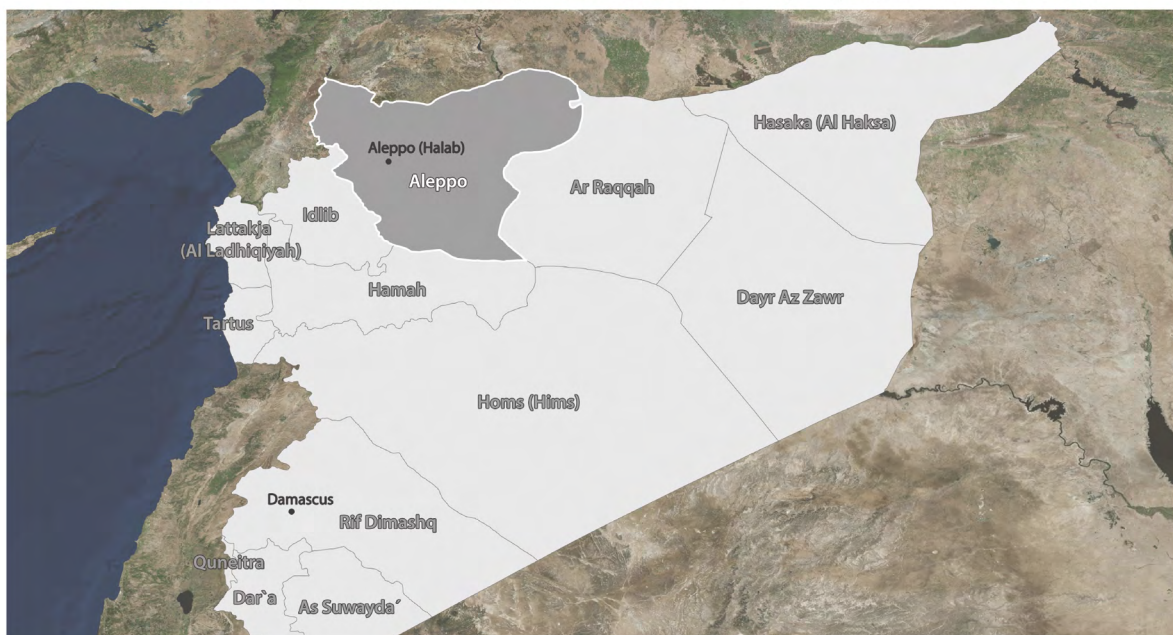 Hasaka (Al Haksa)
Aleppo (Halab)
Aleppo
Ar Raqqah
Idlib
Lattakja
(Al Ladhiqiyah)
Hamah
Dayr Az Zawr
Tartus
Homs (Hims)
Damascus
Rif Dimashq
Quneitra
Dar`a
As Suwayda´